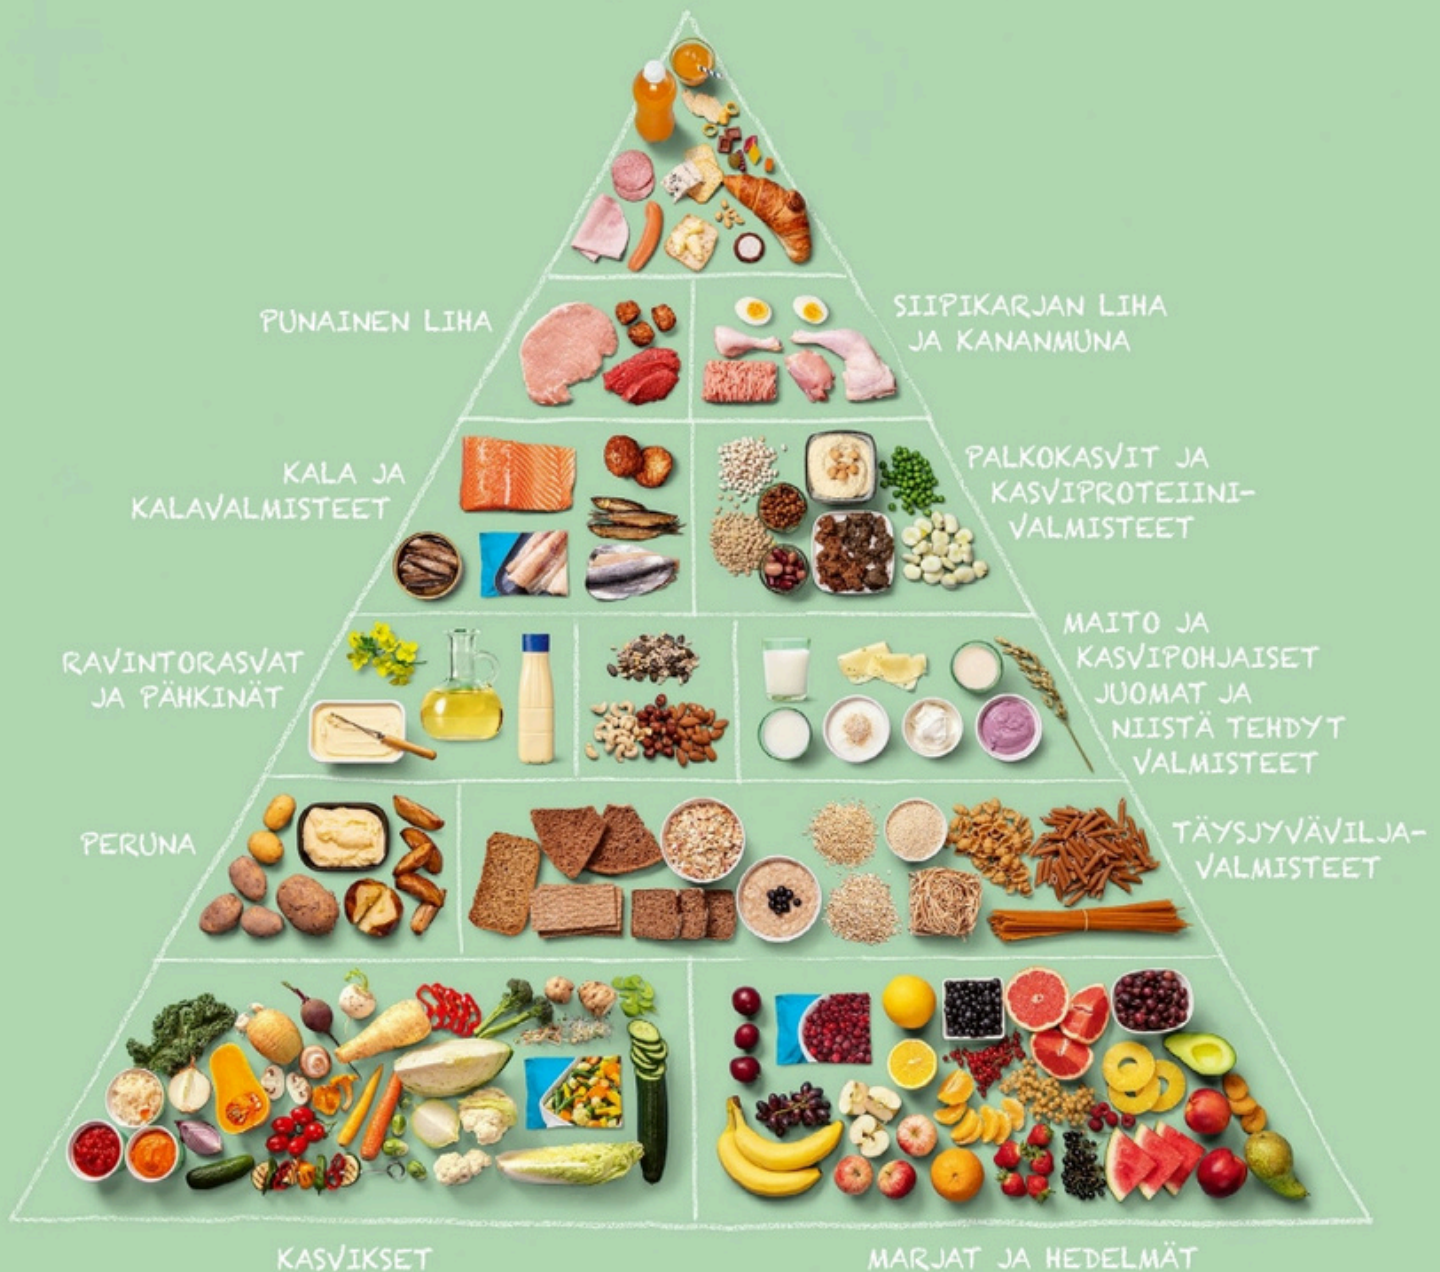 PUNAINEN LIHA
SIIPIKARJAN LIHA
JA KANANMUNA
KALA JA
KALAVALMISTEET
PALKOKASVIT JA
KASVIPROTEIINI-
VALMISTEET
RAVINTORASVAT
JA PÄHKINÄT
MAITO JA
KASVIPOHJAISET
JUOMAT JA
NIISTÄ TEHDYT
VALMISTEET
PERUNA
TÄYSJYVÄVILJA-
VALMISTEET
KASVIKSET
MARJAT JA HEDELMÄT